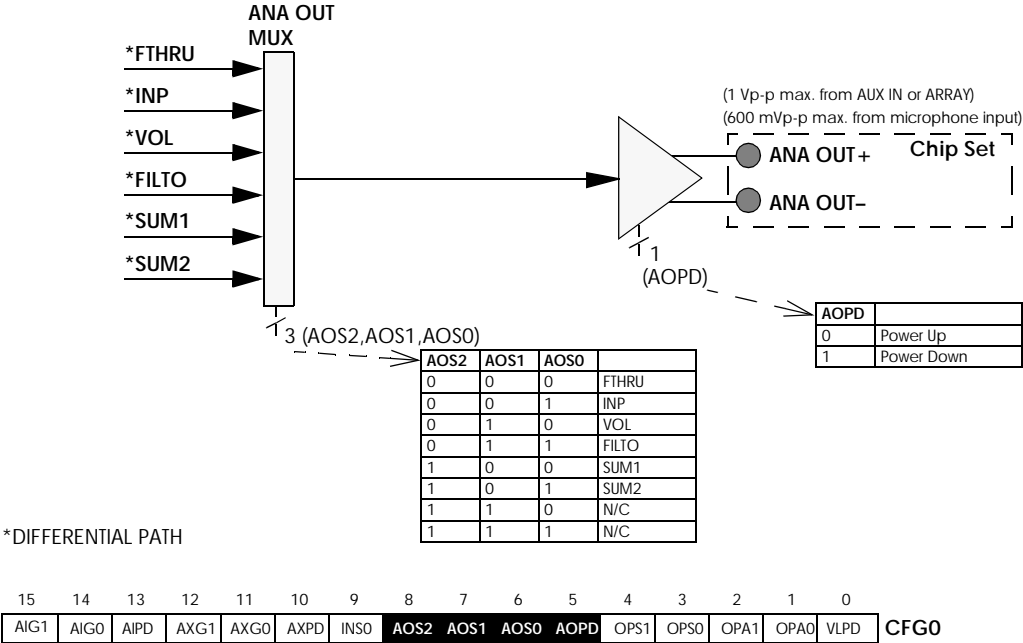 ANA OUT
MUX
*FTHRU
*INP
*VOL
*FILTO
*SUM1
*SUM2
(1 Vp-p max. from AUX IN or ARRAY)
(600 mVp-p max. from microphone input)
Chip Set
ANA OUT+
ANA OUT–
1
(AOPD)
3 (AOS2,AOS1,AOS0)
AOPD
0 Power Up
1 Power Down
AOS2 AOS1 AOS0
0 0 0 FTHRU
0 0 1 INP
0 1 0 VOL
0 1 1 FILTO
1 0 0 SUM1
1 0 1 SUM2
1 1 0 N/C
1 1 1 N/C
*DIFFERENTIAL PATH
15 14 13 12 11 10 9 8 7 6 5 4 3 2 1 0
AIG1 AIG0 AIPD AXG1 AXG0 AXPD INS0 AOS2 AOS1 AOS0 AOPD OPS1 OPS0 OPA1 OPA0 VLPD CFG0